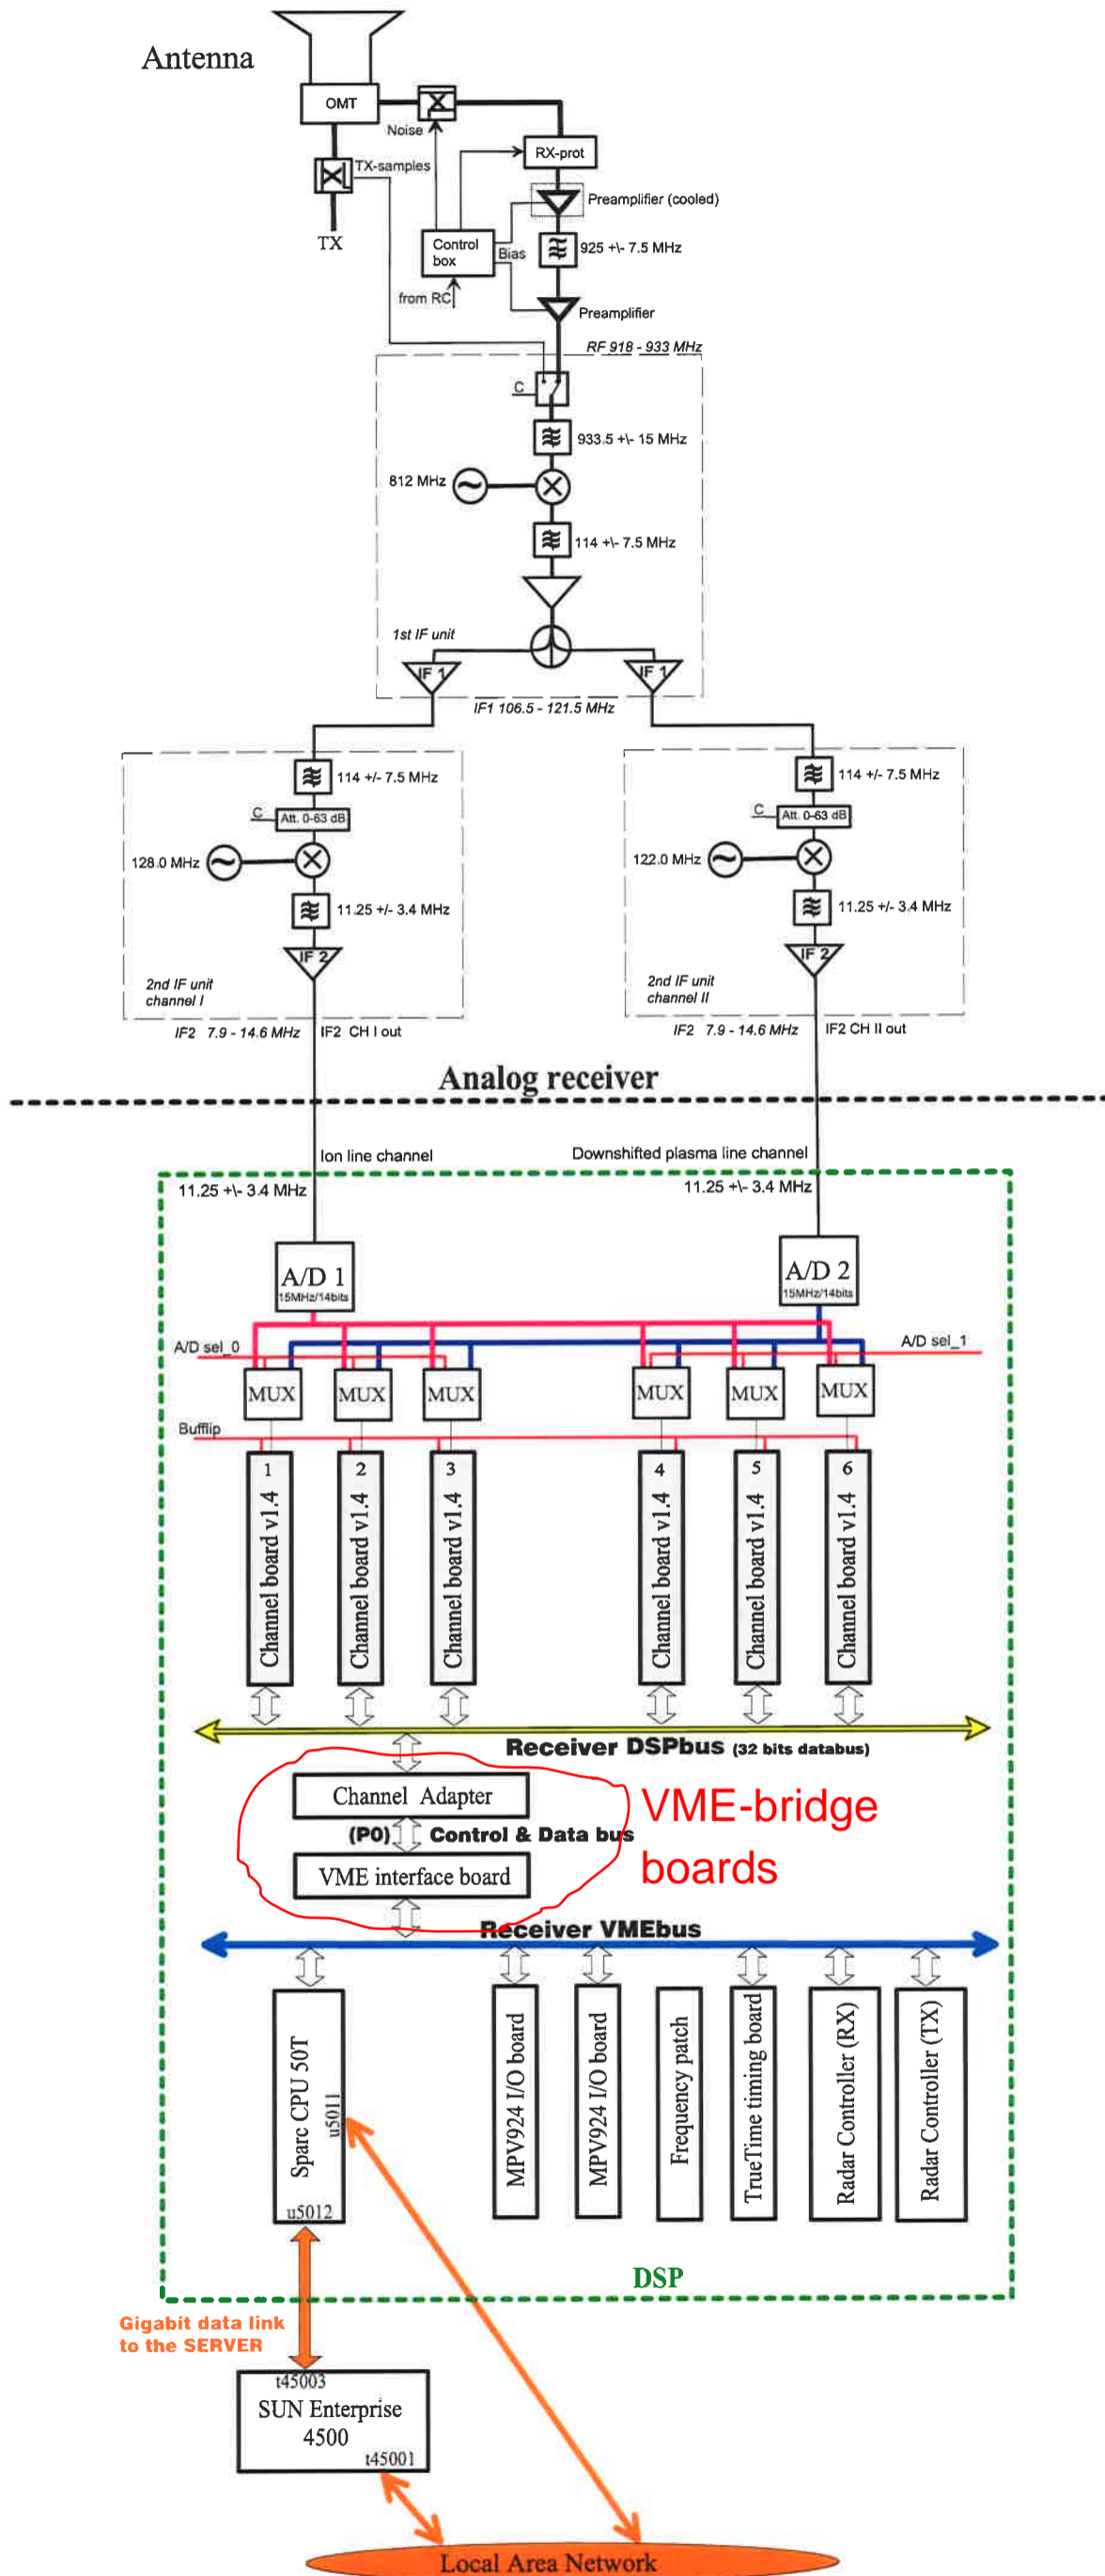 Antenna
OMT
Noise
RX-prot
TX-samples
Preamplifier (cooled)
TX
Control
box
Bias
925 +\- 7.5 MHz
from RC
Preamplifier
RF 918 - 933 MHz
C
933.5 +\- 15 MHz
812 MHz
114 +\- 7.5 MHz
1st IF unit
IF 1
IF 1
IF1 106.5 - 121.5 MHz
114 +/- 7.5 MHz
114 +/- 7.5 MHz
C
Att. 0-63 dB
C
Att. 0-63 dB
128.0 MHz
122.0 MHz
11.25 +/- 3.4 MHz
11.25 +/- 3.4 MHz
IF 2
IF 2
2nd IF unit
channel I
2nd IF unit
channel II
IF2 7.9 - 14.6 MHz
IF2 CH I out
IF2 7.9 - 14.6 MHz
IF2 CH II out
Analog receiver
Ion line channel
Downshifted plasma line channel
11.25 +\- 3.4 MHz
11.25 +\- 3.4 MHz
A/D 1
15MHz/14bits
A/D 2
15MHz/14bits
A/D sel_0
A/D sel_1
MUX
MUX
MUX
MUX
MUX
MUX
Bufflip
1
Channel board v1.4
2
Channel board v1.4
3
Channel board v1.4
4
Channel board v1.4
5
Channel board v1.4
6
Channel board v1.4
Receiver DSPbus (32 bits databus)
Channel Adapter
(P0) Control & Data bus
VME interface board
VME-bridge
boards
Receiver VMEbus
Sparc CPU 50T
u5011
u5012
MPV924 I/O board
MPV924 I/O board
Frequency patch
TrueTime timing board
Radar Controller (RX)
Radar Controller (TX)
DSP
Gigabit data link
to the SERVER
t45003
SUN Enterprise
4500
t45001
Local Area Network